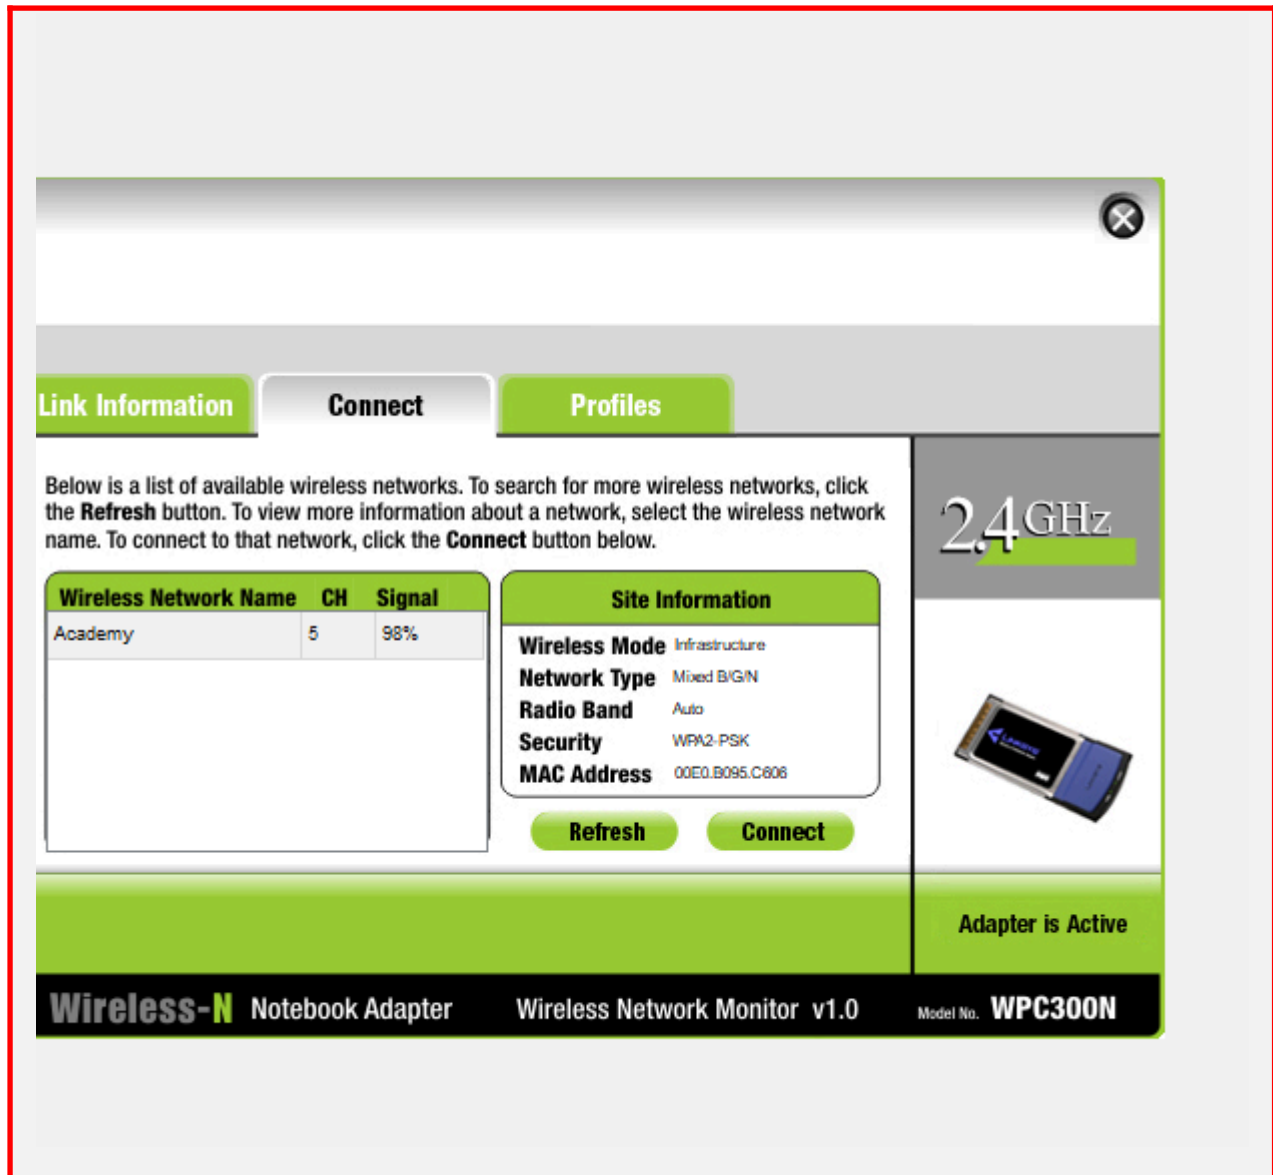 Link Information Connect Profiles
Below is a list of available wireless networks. To search for more wireless networks, click
the Refresh button. To view more information about a network, select the wireless network
name. To connect to that network, click the Connect button below.
2.4 GHz
Wireless Network Name CH Signal
Academy 5 98%
Site Information
Wireless Mode Infrastructure
Network Type Mixed B/G/N
Radio Band Auto
Security WPA2-PSK
MAC Address 00E0.B095.C606
Refresh Connect
LINKSYS
Adapter is Active
Wireless-N Notebook Adapter Wireless Network Monitor v1.0 Model No. WPC300N